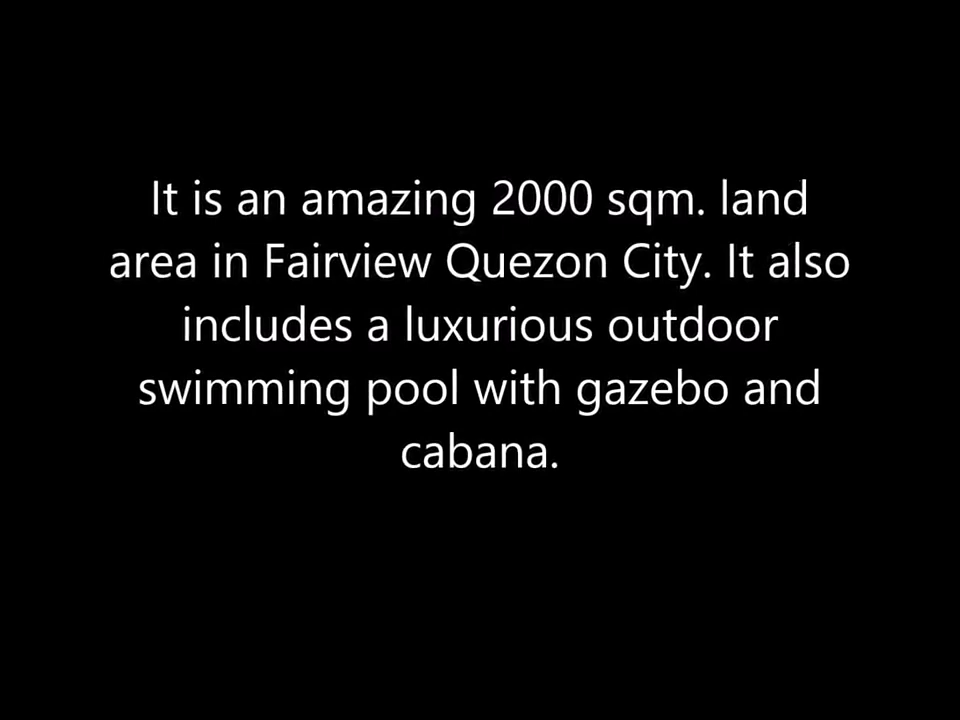 It is an amazing 2000 sqm. land
area in Fairview Quezon City. It also
includes a luxurious outdoor
swimming pool with gazebo and
cabana.